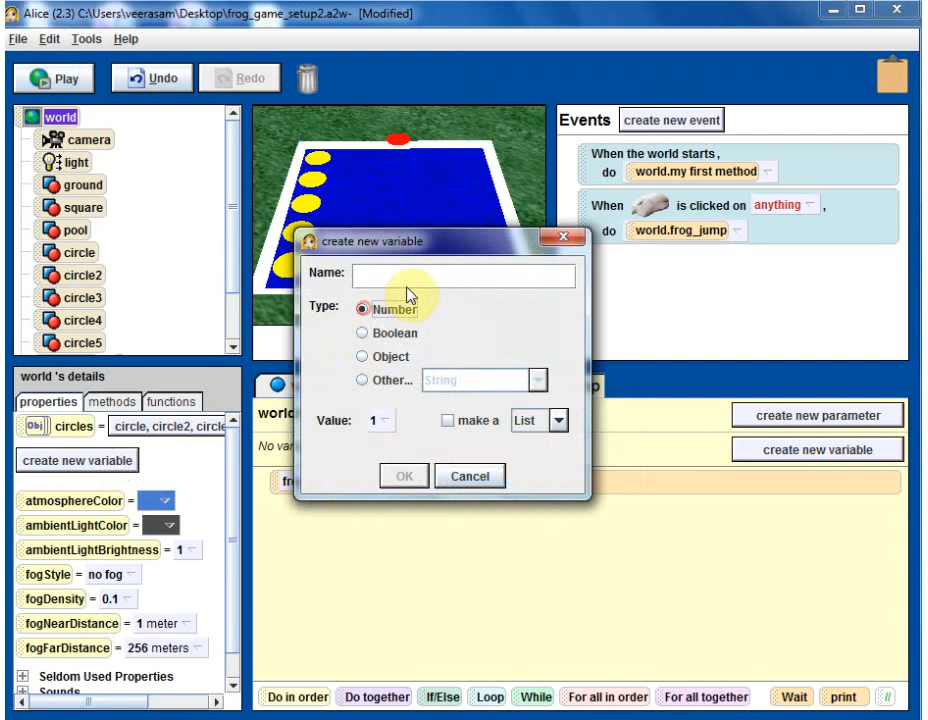 Alice (2.3) C:\Users\veerasam\Desktop\frog_game_setup2.a2w- [Modified]
File Edit Tools Help
Play Undo Redo
world
camera
light
ground
square
pool
circle
circle2
circle3
circle4
circle5
Events create new event
When the world starts,
do world.my first method
When is clicked on anything ,
do world.frog_jump
create new variable
Name:
Type: Number
Boolean
Object
Other... String
Value: 1 make a List
OK Cancel
world 's details
properties methods functions
Obj circles = circle, circle2, circle
create new variable
atmosphereColor =
ambientLightColor =
ambientLightBrightness = 1
fogStyle = no fog
fogDensity = 0.1
fogNearDistance = 1 meter
fogFarDistance = 256 meters
Seldom Used Properties
Sounds
world
create new parameter
No var
create new variable
Do in order Do together If/Else Loop While For all in order For all together Wait print //